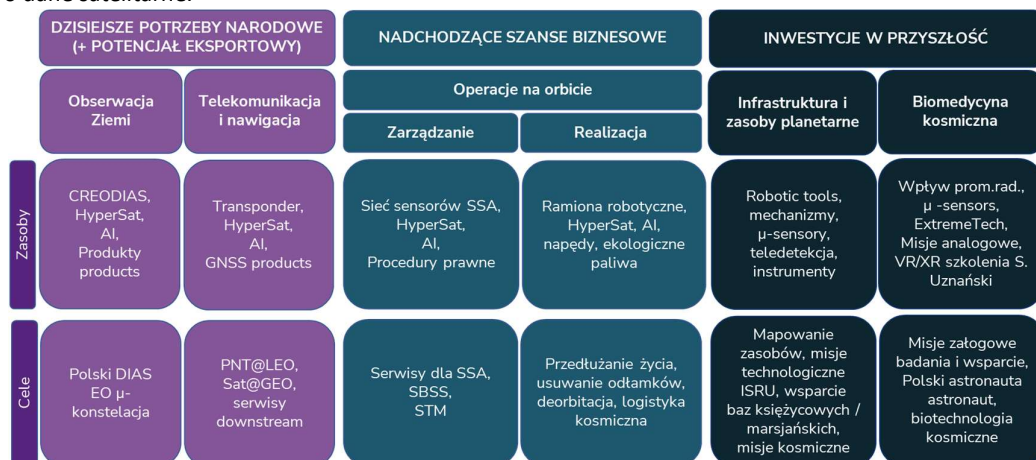 DZISIEJSZE POTRZEBY NARODOWE
(+ POTENCJAŁ EKSPORTOWY)
NADCHODZĄCE SZANSE BIZNESOWE
INWESTYCJE W PRZYSZŁOŚĆ
Obserwacja
Ziemi
Telekomunikacja
i nawigacja
Operacje na orbicie
Zarządzanie
Realizacja
Infrastruktura i
zasoby planetarne
Biomedycyna
kosmiczna
Zasoby
CREODIAS,
HyperSat,
AI,
Produkty
products
Transponder,
HyperSat,
AI,
GNSS products
Sieć sensorów SSA,
HyperSat,
AI,
Procedury prawne
Ramiona robotyczne,
HyperSat, AI,
napędy, ekologiczne
paliwa
Robotic tools,
mechanizmy,
µ-sensory,
teledetekcja,
instrumenty
Wpływ prom.rad.,
µ -sensors,
ExtremeTech,
Misje analogowe,
VR/XR szkolenia S.
Uznański
Cele
Polski DIAS
EO µ-
konstelacja
PNT@LEO,
Sat@GEO,
serwisy
downstream
Serwisy dla SSA,
SBSS,
STM
Przedłużanie życia,
usuwanie odłamków,
deorbitacja, logistyka
kosmiczna
Mapowanie
zasobów, misje
technologiczne
ISRU, wsparcie
baz księżycowych /
marsjańskich,
misje kosmiczne
Misje załogowe
badania i wsparcie,
Polski astronauta
astronaut,
biotechnologia
kosmiczne